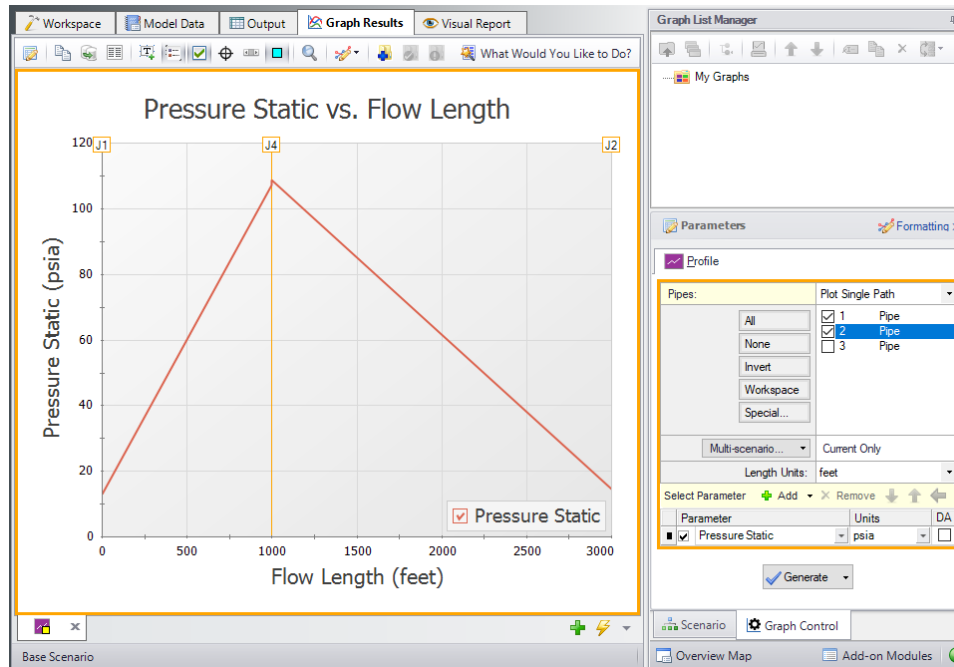 Workspace Model Data Output Graph Results Visual Report
What Would You Like to Do?
Pressure Static vs. Flow Length
J1 J4 J2
120
100
80
60
40
20
0
Pressure Static (psia)
0 500 1000 1500 2000 2500 3000
Flow Length (feet)
Pressure Static
Base Scenario
Graph List Manager
My Graphs
Parameters Formatting
Profile
Pipes: Plot Single Path
All
None
Invert
Workspace
Special...
1 Pipe
2 Pipe
3 Pipe
Multi-scenario... Current Only
Length Units: feet
Select Parameter Add Remove
Parameter Units DA
Pressure Static psia
Generate
Scenario Graph Control
Overview Map Add-on Modules